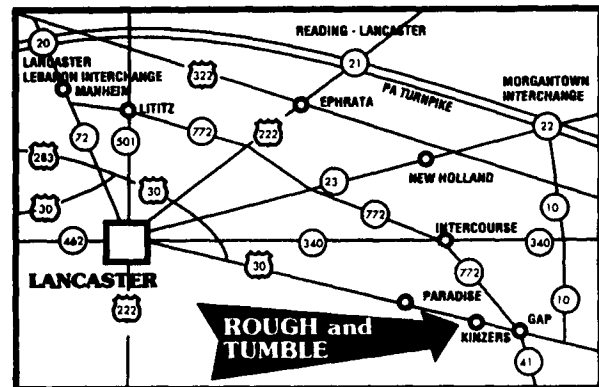 20
READING - LANCASTER
21
LANCASTER
LEBANON INTERCHANGE
MANHEIM
322
PA TURNPIKE
MORGANTOWN
INTERCHANGE
EPHRATA
22
LITITZ
72
501
772
222
283
NEW HOLLAND
30
23
10
30
772
INTERCOURSE
462
340
340
LANCASTER
30
772
222
PARADISE
10
ROUGH and
TUMBLE
KINZERS
GAP
41